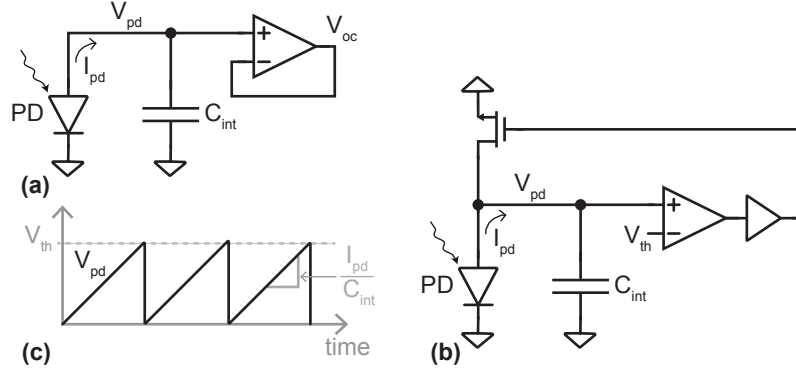 V_pd
V_oc
+
−
I_pd
PD
C_int
(a)
V_th
V_pd
I_pd
C_int
time
(c)
V_pd
+
I_pd
V_th
−
PD
C_int
(b)